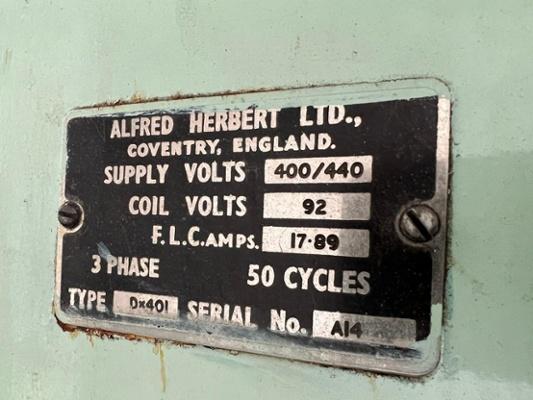 ALFRED HERBERT LTD.,
COVENTRY, ENGLAND.
SUPPLY VOLTS 400/440
COIL VOLTS 92
F.L.C.AMPS. 17·89
3 PHASE 50 CYCLES
TYPE D×401 SERIAL No. A14